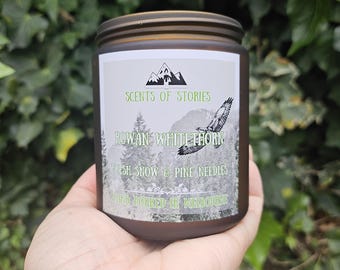 SCENTS OF STORIES
ROWAN WHITETHORN
FRESH SNOW & PINE NEEDLES